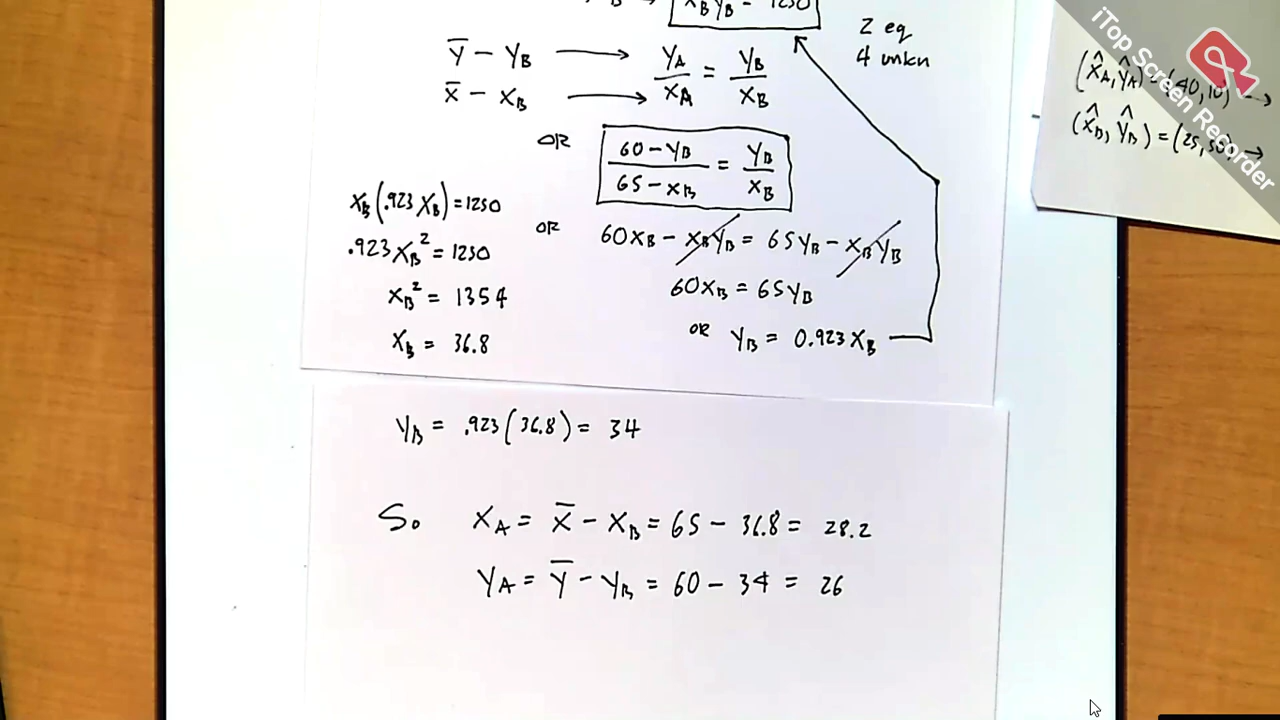 x_B y_B = 1250
2 eq
4 unkn
ȳ − y_B → y_A/x_A = y_B/x_B
x̄ − x_B →
OR (60 − y_B)/(65 − x_B) = y_B/x_B
x_B(.923 x_B) = 1250
.923 x_B² = 1250
x_B² = 1354
x_B = 36.8
OR 60x_B − x_B y_B = 65y_B − x_B y_B
60x_B = 65y_B
OR y_B = 0.923 x_B
y_B = .923(36.8) = 34
So x_A = x̄ − x_B = 65 − 36.8 = 28.2
y_A = ȳ − y_B = 60 − 34 = 26
(x̂_A, ŷ_A) = (40, 10) →
(x̂_B, ŷ_B) = (25, 50) →
iTop Screen Recorder